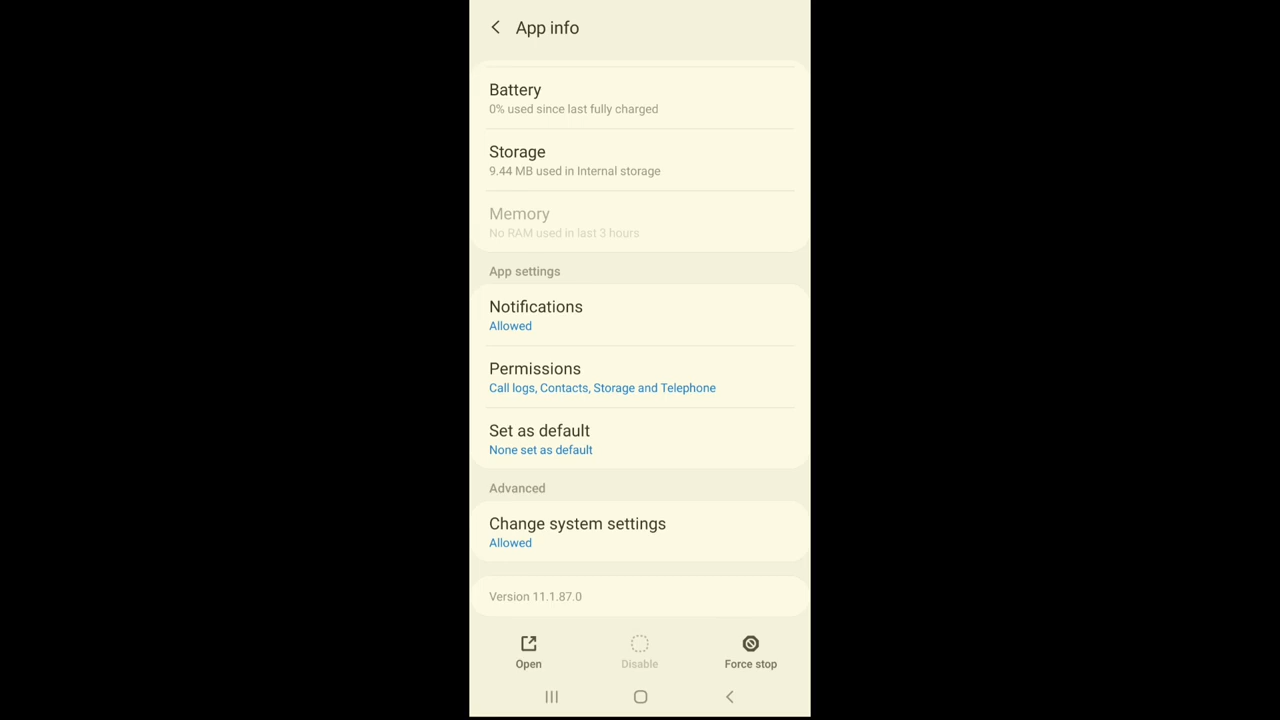 App info
Battery
0% used since last fully charged
Storage
9.44 MB used in Internal storage
Memory
No RAM used in last 3 hours
App settings
Notifications
Allowed
Permissions
Call logs, Contacts, Storage and Telephone
Set as default
None set as default
Advanced
Change system settings
Allowed
Version 11.1.87.0
Open
Disable
Force stop